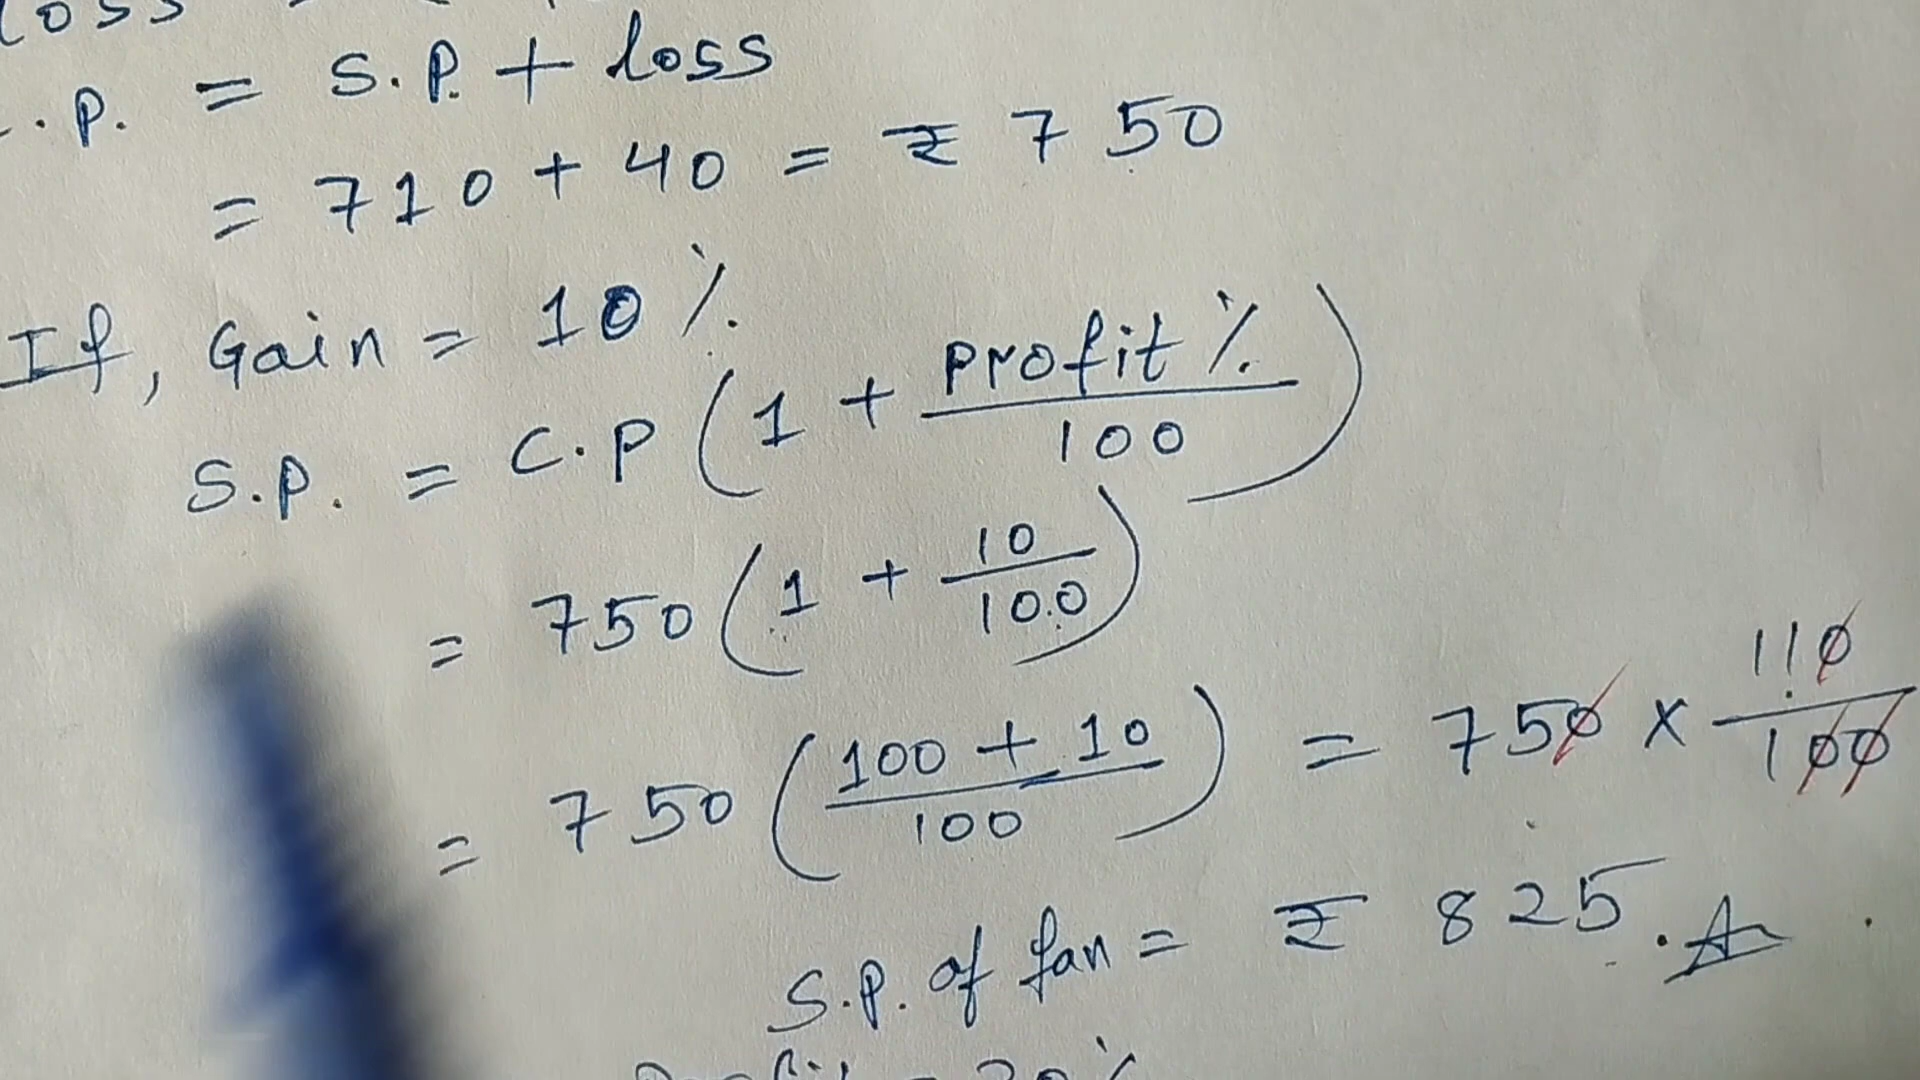 loss =
C.P. = S.P. + loss
= 710 + 40 = ₹ 750
If, Gain = 10%
S.P. = C.P (1 + Profit%/100)
= 750 (1 + 10/100)
= 750 (100 + 10/100) = 750 × 110/100
S.P. of fan = ₹ 825. A